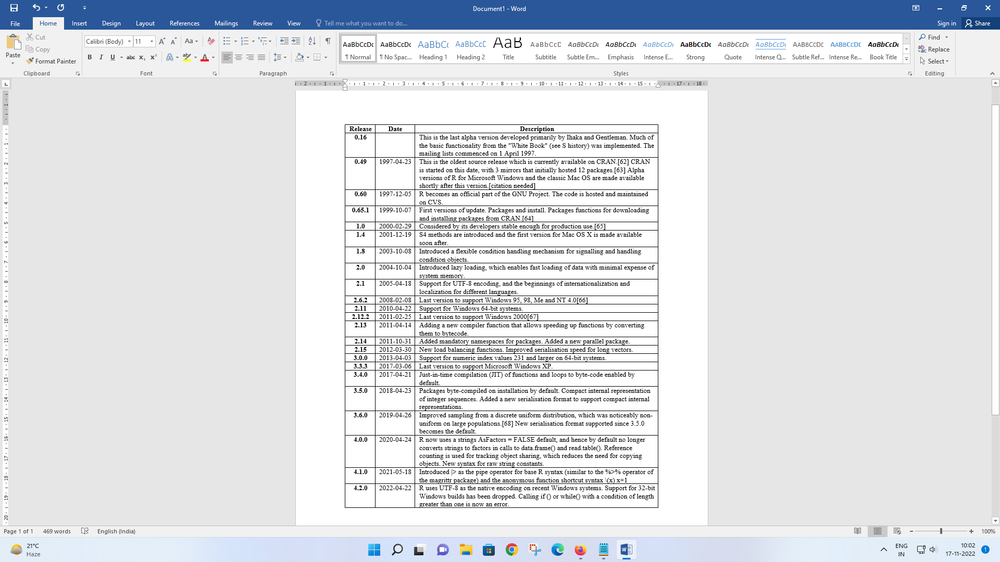 Document1 - Word
File Home Insert Design Layout References Mailings Review View Tell me what you want to do... Sign in Share
Paste
Cut
Copy
Format Painter
Clipboard
Calibri (Body) 11
Font
Paragraph
AaBbCcDc AaBbCcDc AaBbCc AaBbCcD AaB AaBbCcD AaBbCcDc AaBbCcDc AaBbCcDc AaBbCcDc AaBbCcDc AaBbCcDc AABBCCDE AABBCCDE AaBbCcDc
¶ Normal ¶ No Spac... Heading 1 Heading 2 Title Subtitle Subtle Em... Emphasis Intense E... Strong Quote Intense Q... Subtle Ref... Intense Re... Book Title
Styles
Find
Replace
Select
Editing
2 1 1 2 3 4 5 6 7 8 9 10 11 12 13 14 15 17 18
Release Date Description
0.16 This is the last alpha version developed primarily by Ihaka and Gentleman. Much of
the basic functionality from the "White Book" (see S history) was implemented. The
mailing lists commenced on 1 April 1997.
0.49 1997-04-23 This is the oldest source release which is currently available on CRAN.[62] CRAN
is started on this date, with 3 mirrors that initially hosted 12 packages.[63] Alpha
versions of R for Microsoft Windows and the classic Mac OS are made available
shortly after this version.[citation needed]
0.60 1997-12-05 R becomes an official part of the GNU Project. The code is hosted and maintained
on CVS.
0.65.1 1999-10-07 First versions of update. Packages and install. Packages functions for downloading
and installing packages from CRAN.[64]
1.0 2000-02-29 Considered by its developers stable enough for production use.[65]
1.4 2001-12-19 S4 methods are introduced and the first version for Mac OS X is made available
soon after.
1.8 2003-10-08 Introduced a flexible condition handling mechanism for signalling and handling
condition objects.
2.0 2004-10-04 Introduced lazy loading, which enables fast loading of data with minimal expense of
system memory.
2.1 2005-04-18 Support for UTF-8 encoding, and the beginnings of internationalization and
localization for different languages.
2.6.2 2008-02-08 Last version to support Windows 95, 98, Me and NT 4.0[66]
2.11 2010-04-22 Support for Windows 64-bit systems.
2.12.2 2011-02-25 Last version to support Windows 2000[67]
2.13 2011-04-14 Adding a new compiler function that allows speeding up functions by converting
them to bytecode.
2.14 2011-10-31 Added mandatory namespaces for packages. Added a new parallel package.
2.15 2012-03-30 New load balancing functions. Improved serialisation speed for long vectors.
3.0.0 2013-04-03 Support for numeric index values 231 and larger on 64-bit systems.
3.3.3 2017-03-06 Last version to support Microsoft Windows XP.
3.4.0 2017-04-21 Just-in-time compilation (JIT) of functions and loops to byte-code enabled by
default.
3.5.0 2018-04-23 Packages byte-compiled on installation by default. Compact internal representation
of integer sequences. Added a new serialisation format to support compact internal
representations.
3.6.0 2019-04-26 Improved sampling from a discrete uniform distribution, which was noticeably non-
uniform on large populations.[68] New serialisation format supported since 3.5.0
becomes the default.
4.0.0 2020-04-24 R now uses a strings AsFactors = FALSE default, and hence by default no longer
converts strings to factors in calls to data.frame() and read.table(). Reference
counting is used for tracking object sharing, which reduces the need for copying
objects. New syntax for raw string constants.
4.1.0 2021-05-18 Introduced |> as the pipe operator for base R syntax (similar to the %>% operator of
the magrittr package) and the anonymous function shortcut syntax \(x) x+1
4.2.0 2022-04-22 R uses UTF-8 as the native encoding on recent Windows systems. Support for 32-bit
Windows builds has been dropped. Calling if () or while() with a condition of length
greater than one is now an error.
Page 1 of 1 469 words English (India) 100%
21°C
Haze
ENG
IN
10:02
17-11-2022
1